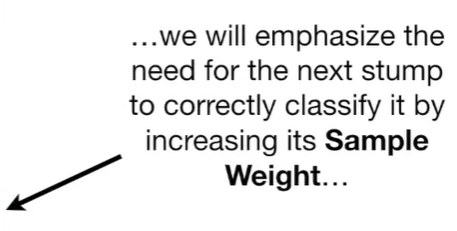 …we will emphasize the
need for the next stump
to correctly classify it by
increasing its Sample
Weight…